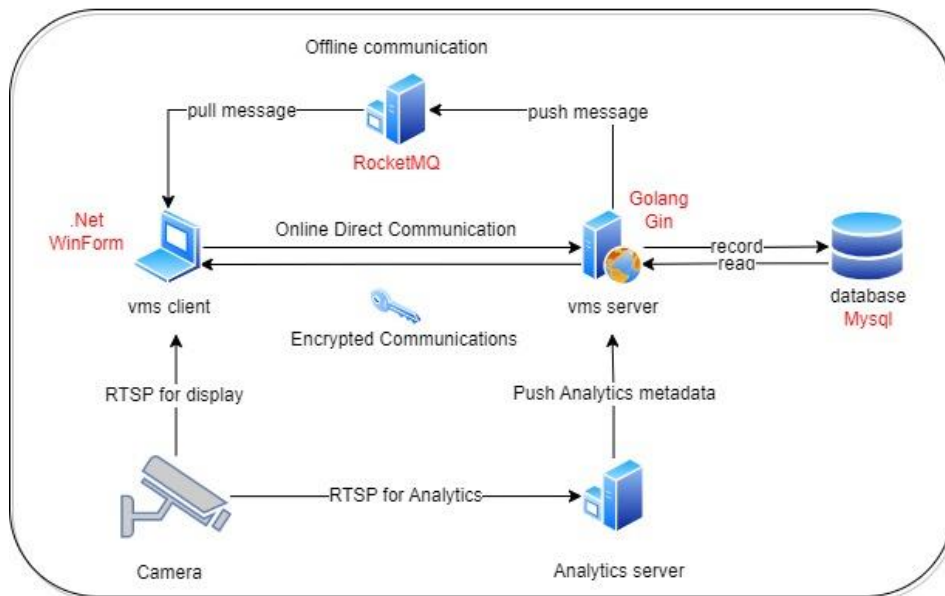 Offline communication
pull message
push message
RocketMQ
.Net
WinForm
Golang
Gin
Online Direct Communication
record
read
vms client
vms server
database
Mysql
Encrypted Communications
RTSP for display
Push Analytics metadata
RTSP for Analytics
Camera
Analytics server